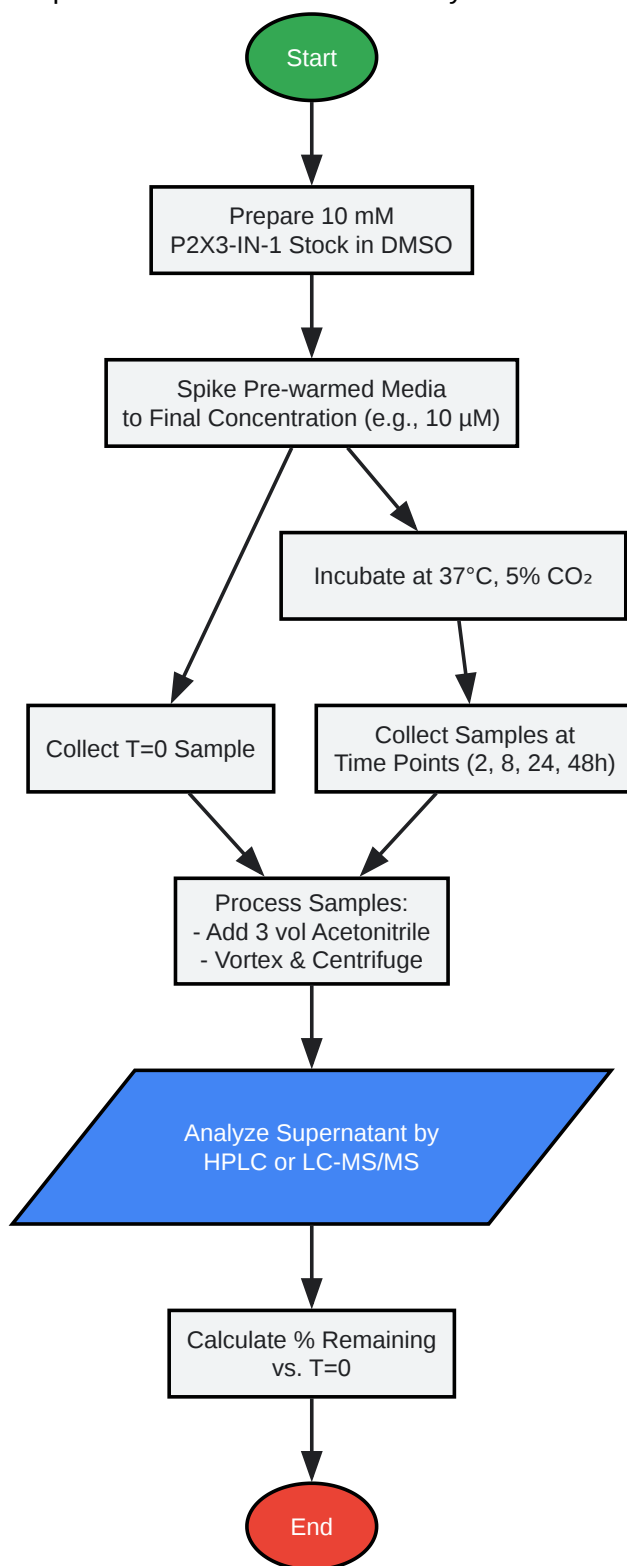 Start
Prepare 10 mM
P2X3-IN-1 Stock in DMSO
Spike Pre-warmed Media
to Final Concentration (e.g., 10 µM)
Incubate at 37°C, 5% CO₂
Collect T=0 Sample
Collect Samples at
Time Points (2, 8, 24, 48h)
Process Samples:
- Add 3 vol Acetonitrile
- Vortex & Centrifuge
Analyze Supernatant by
HPLC or LC-MS/MS
Calculate % Remaining
vs. T=0
End